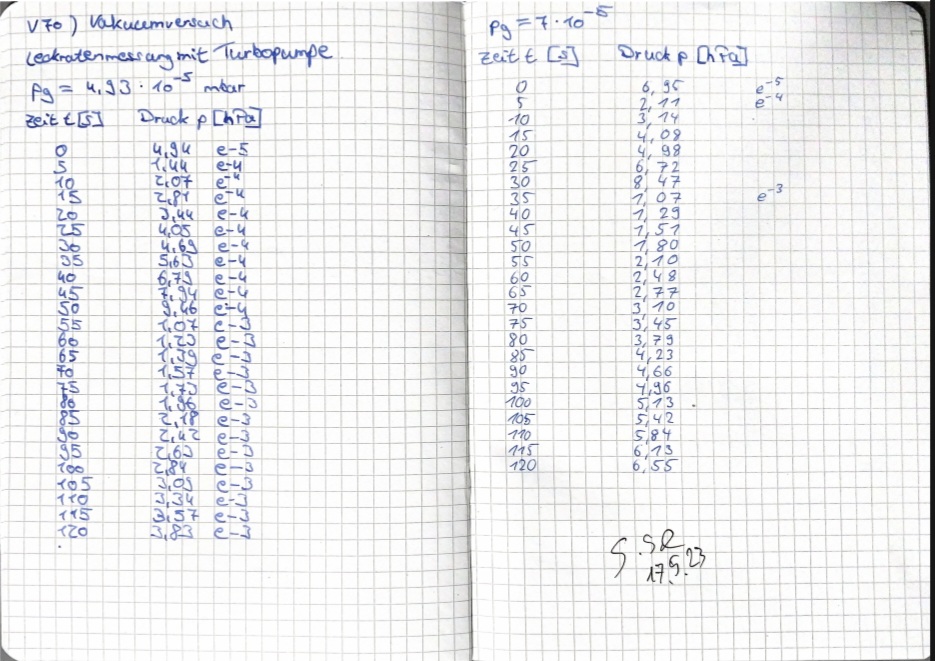 V70) Vakuumversuch
Leckratenmessung mit Turbopumpe
pg = 4,93 · 10^-5 mbar
Zeit t [s] Druck p [hPa]
0 4,94 e-5
5 1,44 e-4
10 2,07 e-4
15 2,81 e-4
20 3,44 e-4
25 4,05 e-4
30 4,69 e-4
35 5,63 e-4
40 6,79 e-4
45 7,94 e-4
50 9,46 e-4
55 1,07 e-3
60 1,23 e-3
65 1,39 e-3
70 1,57 e-3
75 1,73 e-3
80 1,96 e-3
85 2,18 e-3
90 2,42 e-3
95 2,63 e-3
100 2,84 e-3
105 3,09 e-3
110 3,34 e-3
115 3,57 e-3
120 3,83 e-3
pg = 7 · 10^-5
Zeit t [s] Druck p [hPa]
0 6,95 e^-5
5 2,11 e^-4
10 3,14
15 4,08
20 4,98
25 6,72
30 8,47
35 1,07 e^-3
40 1,29
45 1,51
50 1,80
55 2,10
60 2,48
65 2,77
70 3,10
75 3,45
80 3,79
85 4,23
90 4,66
95 4,96
100 5,13
105 5,42
110 5,84
115 6,13
120 6,55
17.5.23